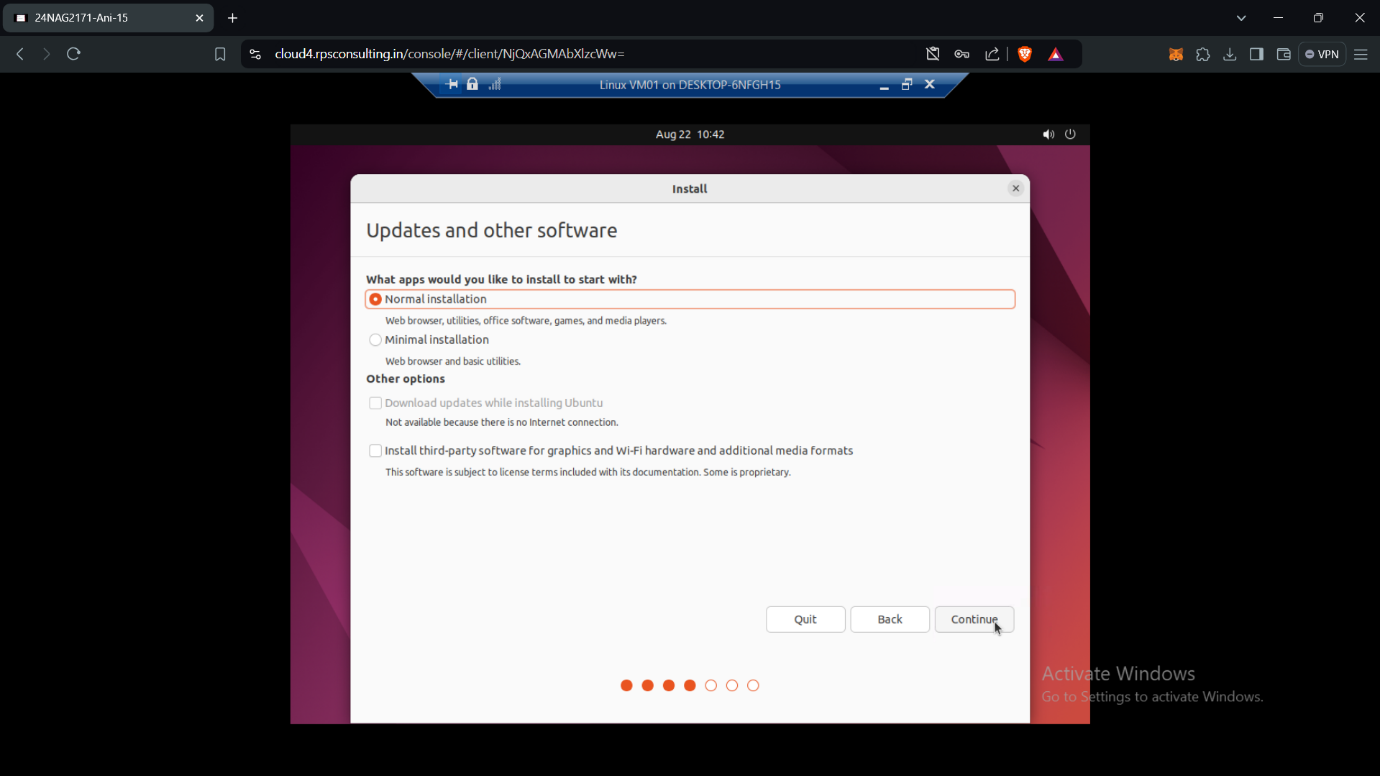 24NAG2171-Ani-15
cloud4.rpsconsulting.in/console/#/client/NjQxAGMAbXlzcWw=
VPN
Linux VM01 on DESKTOP-6NFGH15
Aug 22 10:42
Install
Updates and other software
What apps would you like to install to start with?
Normal installation
Web browser, utilities, office software, games, and media players.
Minimal installation
Web browser and basic utilities.
Other options
Download updates while installing Ubuntu
Not available because there is no Internet connection.
Install third-party software for graphics and Wi-Fi hardware and additional media formats
This software is subject to license terms included with its documentation. Some is proprietary.
Quit
Back
Continue
Activate Windows
Go to Settings to activate Windows.